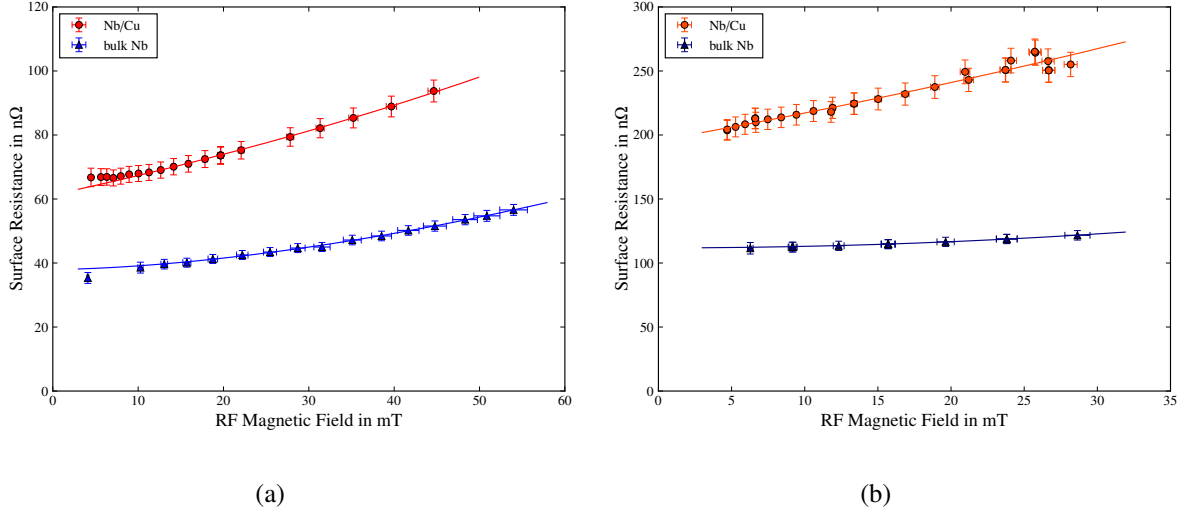 120
100
80
60
40
20
0
Surface Resistance in nΩ
Nb/Cu
bulk Nb
0 10 20 30 40 50 60
RF Magnetic Field in mT
(a)
300
250
200
150
100
50
0
Surface Resistance in nΩ
Nb/Cu
bulk Nb
0 5 10 15 20 25 30 35
RF Magnetic Field in mT
(b)